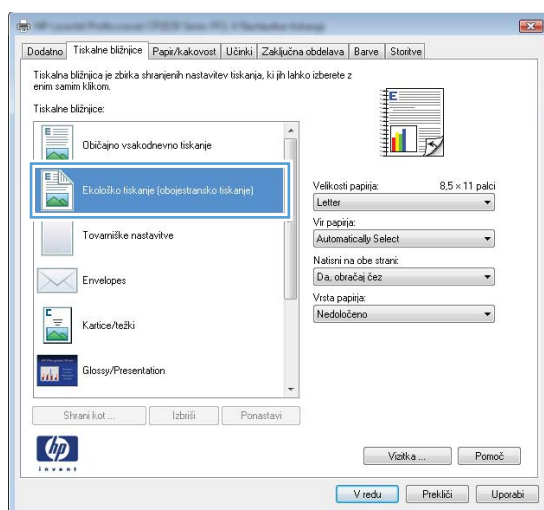 Dodatno Tiskalne bližnjice Papir/kakovost Učinki Zaključna obdelava Barve Storitve
Tiskalna bližnjica je zbirka shranjenih nastavitev tiskanja, ki jih lahko izberete z
enim samim klikom.
Tiskalne bližnjice:
Običajno vsakodnevno tiskanje
Ekološko tiskanje (obojestransko tiskanje)
Tovarniške nastavitve
Envelopes
Kartice/težki
Glossy/Presentation
Velikosti papirja: 8,5 × 11 palci
Letter
Vir papirja:
Automatically Select
Natisni na obe strani:
Da, obračaj čez
Vrsta papirja:
Nedoločeno
Shrani kot ... Izbriši Ponastavi
hp
invent
Vizitka ... Pomoč
V redu Prekliči Uporabi